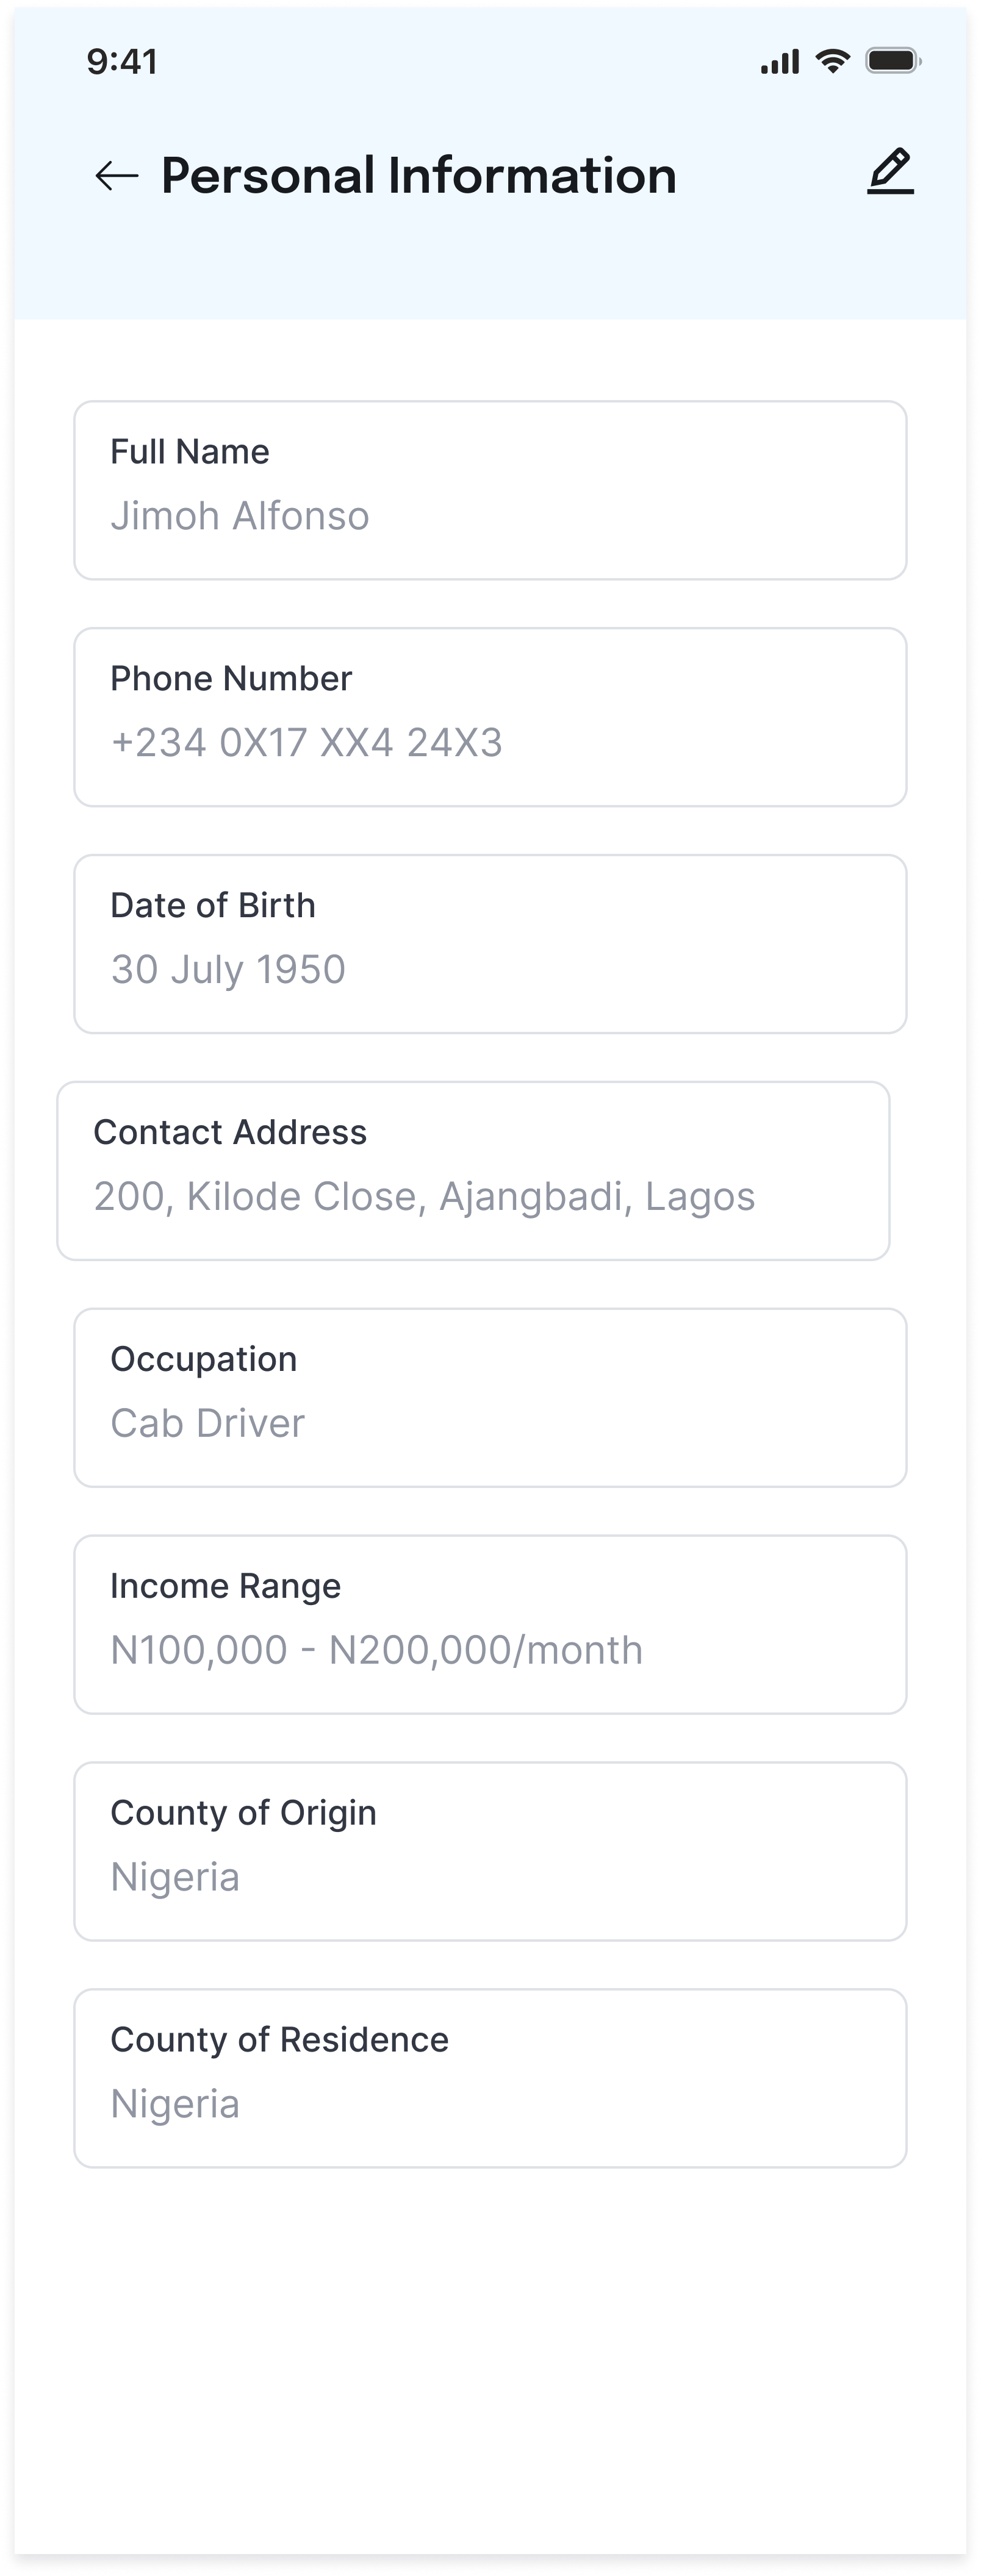 9:41
Personal Information
Full Name
Jimoh Alfonso
Phone Number
+234 0X17 XX4 24X3
Date of Birth
30 July 1950
Contact Address
200, Kilode Close, Ajangbadi, Lagos
Occupation
Cab Driver
Income Range
N100,000 - N200,000/month
County of Origin
Nigeria
County of Residence
Nigeria